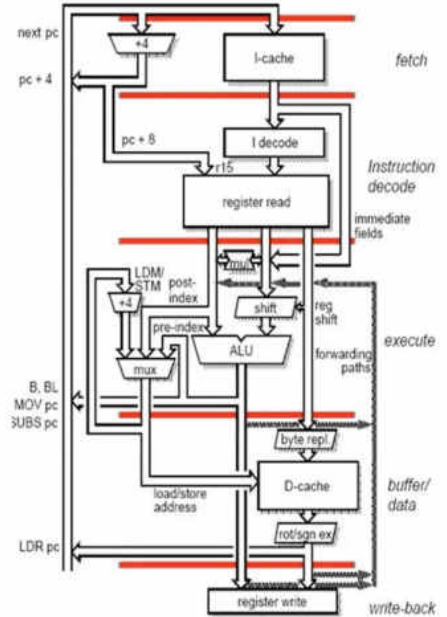 next pc
+4
I-cache
fetch
pc + 4
pc + 8
I decode
r15
Instruction
decode
register read
immediate
fields
mul
LDM/
STM
post-
index
+4
shift
reg
shift
pre-index
execute
ALU
forwarding
paths
mux
B, BL
MOV pc
SUBS pc
byte repl.
buffer/
data
D-cache
load/store
address
rot/sgn ex
LDR pc
register write
write-back